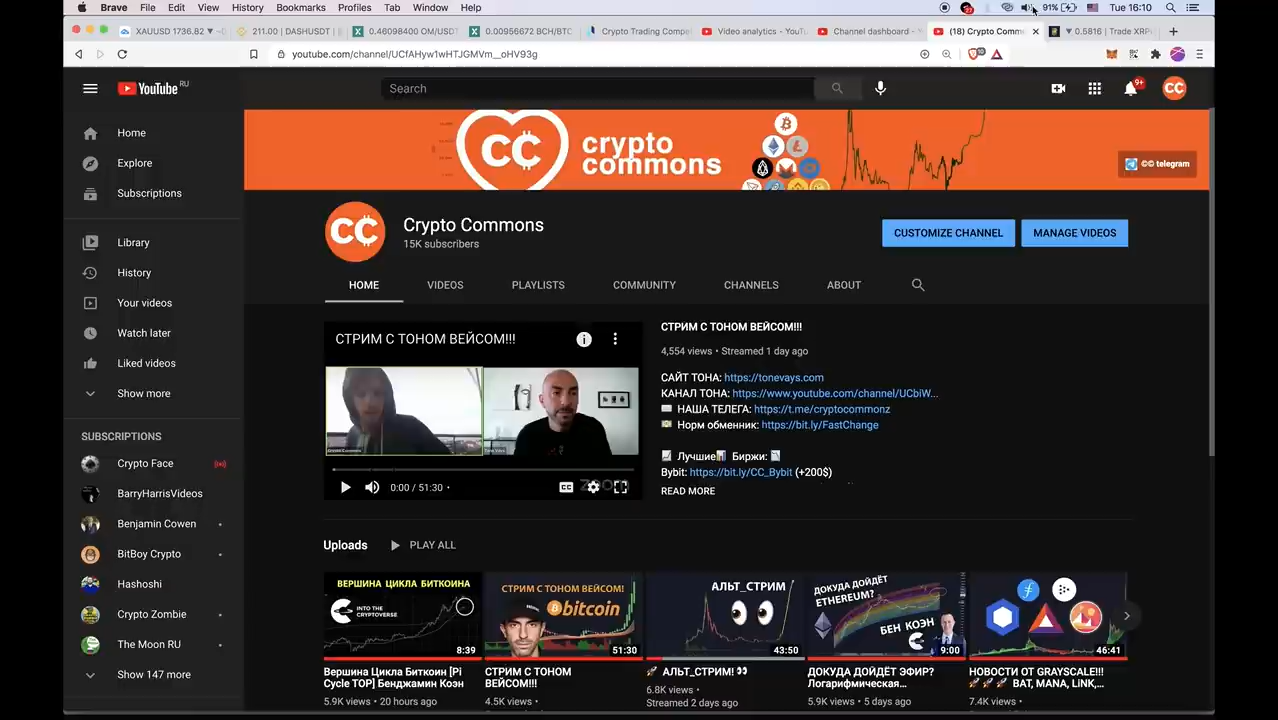 Brave File Edit View History Bookmarks Profiles Tab Window Help 27 91% Tue 16:10
XAUUSD 1736.82 ▼ 211.00 | DASHUSDT | 0.46098400 OM/USDT 0.00956672 BCH/BTC Crypto Trading Compe Video analytics - YouTu Channel dashboard - (18) Crypto Comm ▼ 0.5816 | Trade XRP
youtube.com/channel/UCfAHyw1wHTJGMVm__oHV93g
YouTube RU
Search
9+
CC
Home
Explore
Subscriptions
Library
History
Your videos
Watch later
Liked videos
Show more
SUBSCRIPTIONS
Crypto Face
BarryHarrisVideos
Benjamin Cowen
BitBoy Crypto
Hashoshi
Crypto Zombie
The Moon RU
Show 147 more
CC crypto
commons
©© telegram
CC
Crypto Commons
15K subscribers
CUSTOMIZE CHANNEL
MANAGE VIDEOS
HOME VIDEOS PLAYLISTS COMMUNITY CHANNELS ABOUT
СТРИМ С ТОНОМ ВЕЙСОМ!!!
zoom
0:00 / 51:30
CC
СТРИМ С ТОНОМ ВЕЙСОМ!!!
4,554 views • Streamed 1 day ago
САЙТ ТОНА: https://tonevays.com
КАНАЛ ТОНА: https://www.youtube.com/channel/UCbiW...
НАША ТЕЛЕГА: https://t.me/cryptocommonz
Норм обменник: https://bit.ly/FastChange
Лучшие Биржи:
Bybit: https://bit.ly/CC_Bybit (+200$)
READ MORE
Uploads PLAY ALL
ВЕРШИНА ЦИКЛА БИТКОИНА
INTO THE
CRYPTOVERSE
8:39
Вершина Цикла Биткоин [Pi
Cycle TOP] Бенджамин Коэн
5.9K views • 20 hours ago
СТРИМ С ТОНОМ ВЕЙСОМ!
bitcoin
51:30
СТРИМ С ТОНОМ
ВЕЙСОМ!!!
4.5K views •
АЛЬТ_СТРИМ!
43:50
АЛЬТ_СТРИМ!
6.8K views •
Streamed 2 days ago
ДОКУДА ДОЙДЁТ
ETHEREUM?
БЕН КОЭН
9:00
ДОКУДА ДОЙДЁТ ЭФИР?
Логарифмическая...
5.9K views • 5 days ago
46:41
НОВОСТИ ОТ GRAYSCALE!!!
BAT, MANA, LiNK,...
7.4K views •